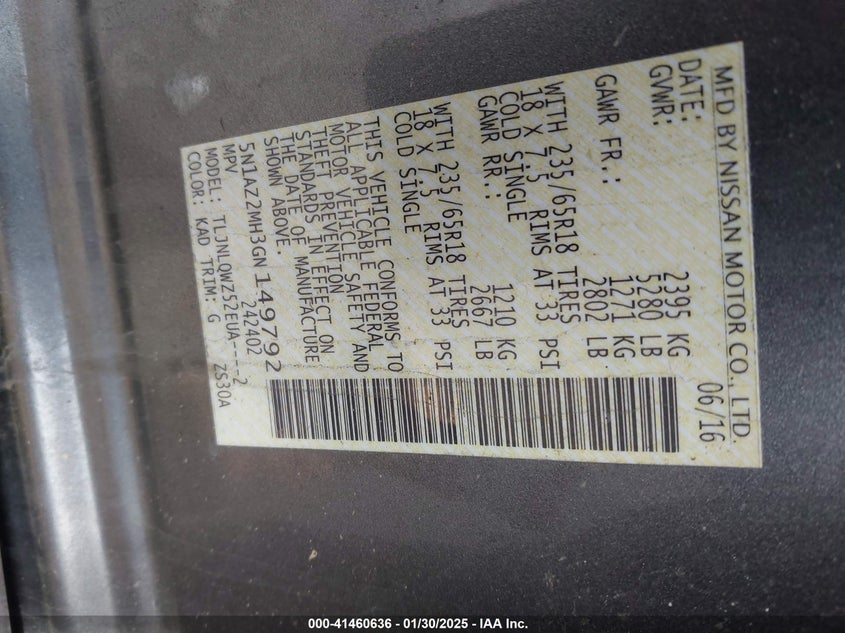 MFD BY NISSAN MOTOR CO., LTD.
DATE: 06/16
GVWR: 2395 KG
5280 LB
GAWR FR.: 1271 KG
2802 LB
WITH 235/65R18 TIRES
18 X 7.5 RIMS AT 33 PSI
COLD SINGLE
GAWR RR.: 1210 KG
2667 LB
WITH 235/65R18 TIRES
18 X 7.5 RIMS AT 33 PSI
COLD SINGLE
THIS VEHICLE CONFORMS TO
ALL APPLICABLE FEDERAL
MOTOR VEHICLE SAFETY AND
THEFT PREVENTION
STANDARDS IN EFFECT ON
THE DATE OF MANUFACTURE
SHOWN ABOVE.
5N1AZ2MH3GN149792
MPV 242402
MODEL: TLJNLQWZ52EUA----2
COLOR: KAD TRIM: G ZS30A
000-41460636 - 01/30/2025 - IAA Inc.